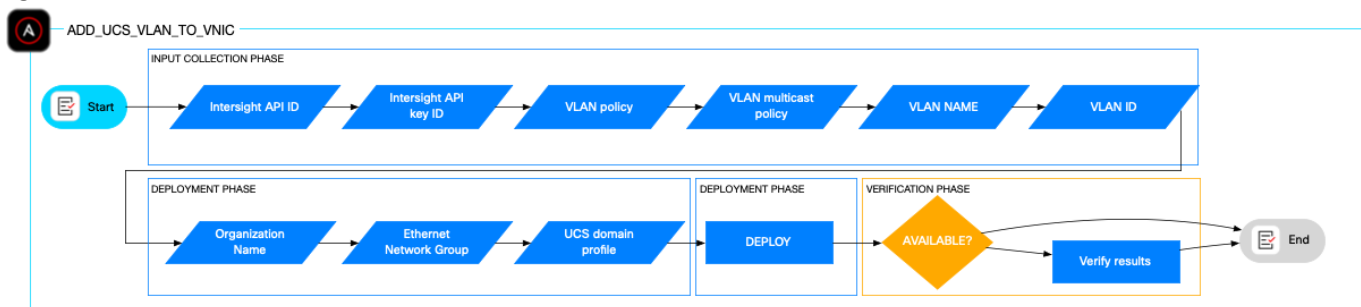 A
ADD_UCS_VLAN_TO_VNIC
INPUT COLLECTION PHASE
Start
Intersight API ID
Intersight API
key ID
VLAN policy
VLAN multicast
policy
VLAN NAME
VLAN ID
DEPLOYMENT PHASE
Organization
Name
Ethernet
Network Group
UCS domain
profile
DEPLOYMENT PHASE
DEPLOY
VERIFICATION PHASE
AVAILABLE?
Verify results
End